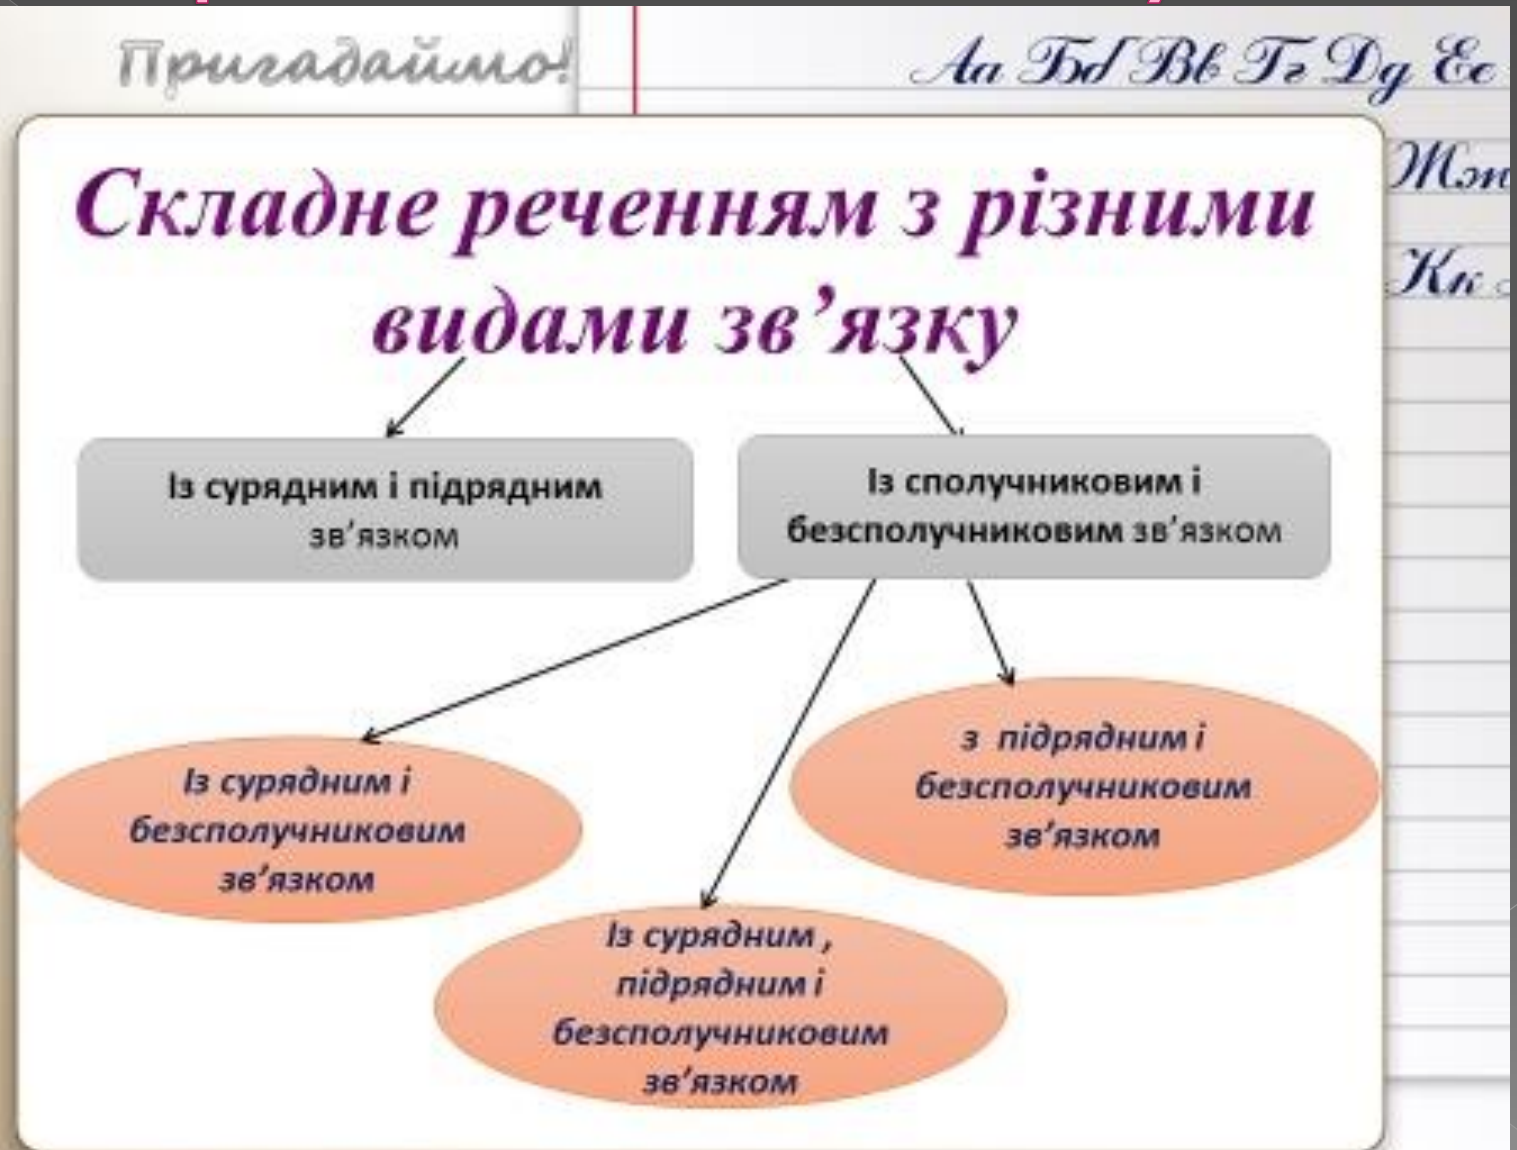 Пригадаймо!
Аа Бб Вв Гг Дд Ее
Кк
Складне реченням з різними
видами зв’язку
Із сурядним і підрядним
зв’язком
Із сполучниковим і
безсполучниковим зв’язком
Із сурядним і
безсполучниковим
зв’язком
з підрядним і
безсполучниковим
зв’язком
Із сурядним ,
підрядним і
безсполучниковим
зв’язком